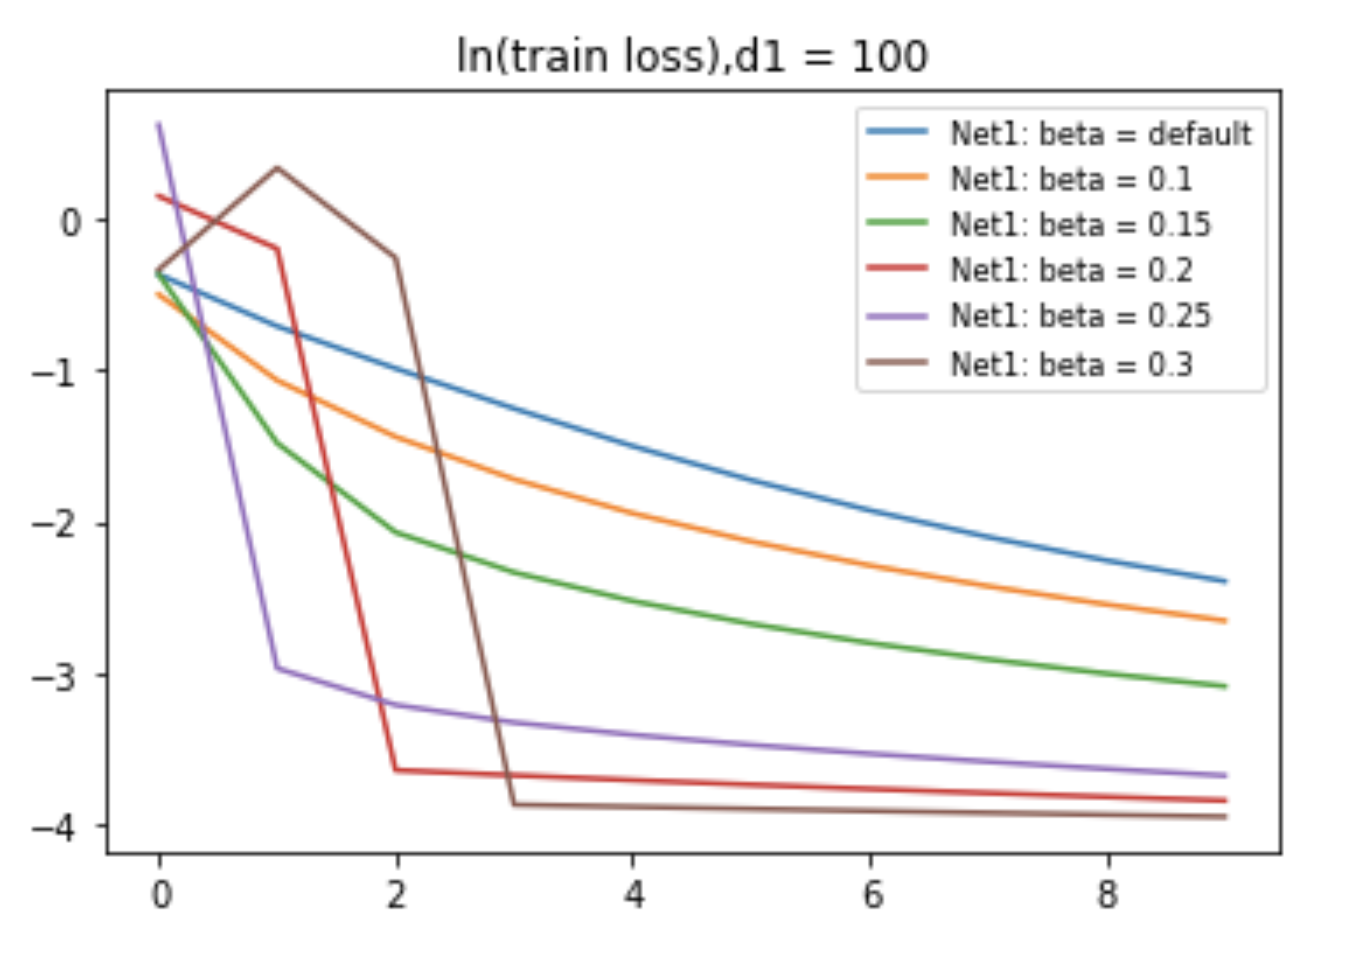 ln(train loss),d1 = 100
Net1: beta = default
Net1: beta = 0.1
Net1: beta = 0.15
Net1: beta = 0.2
Net1: beta = 0.25
Net1: beta = 0.3
0
−1
−2
−3
−4
0 2 4 6 8